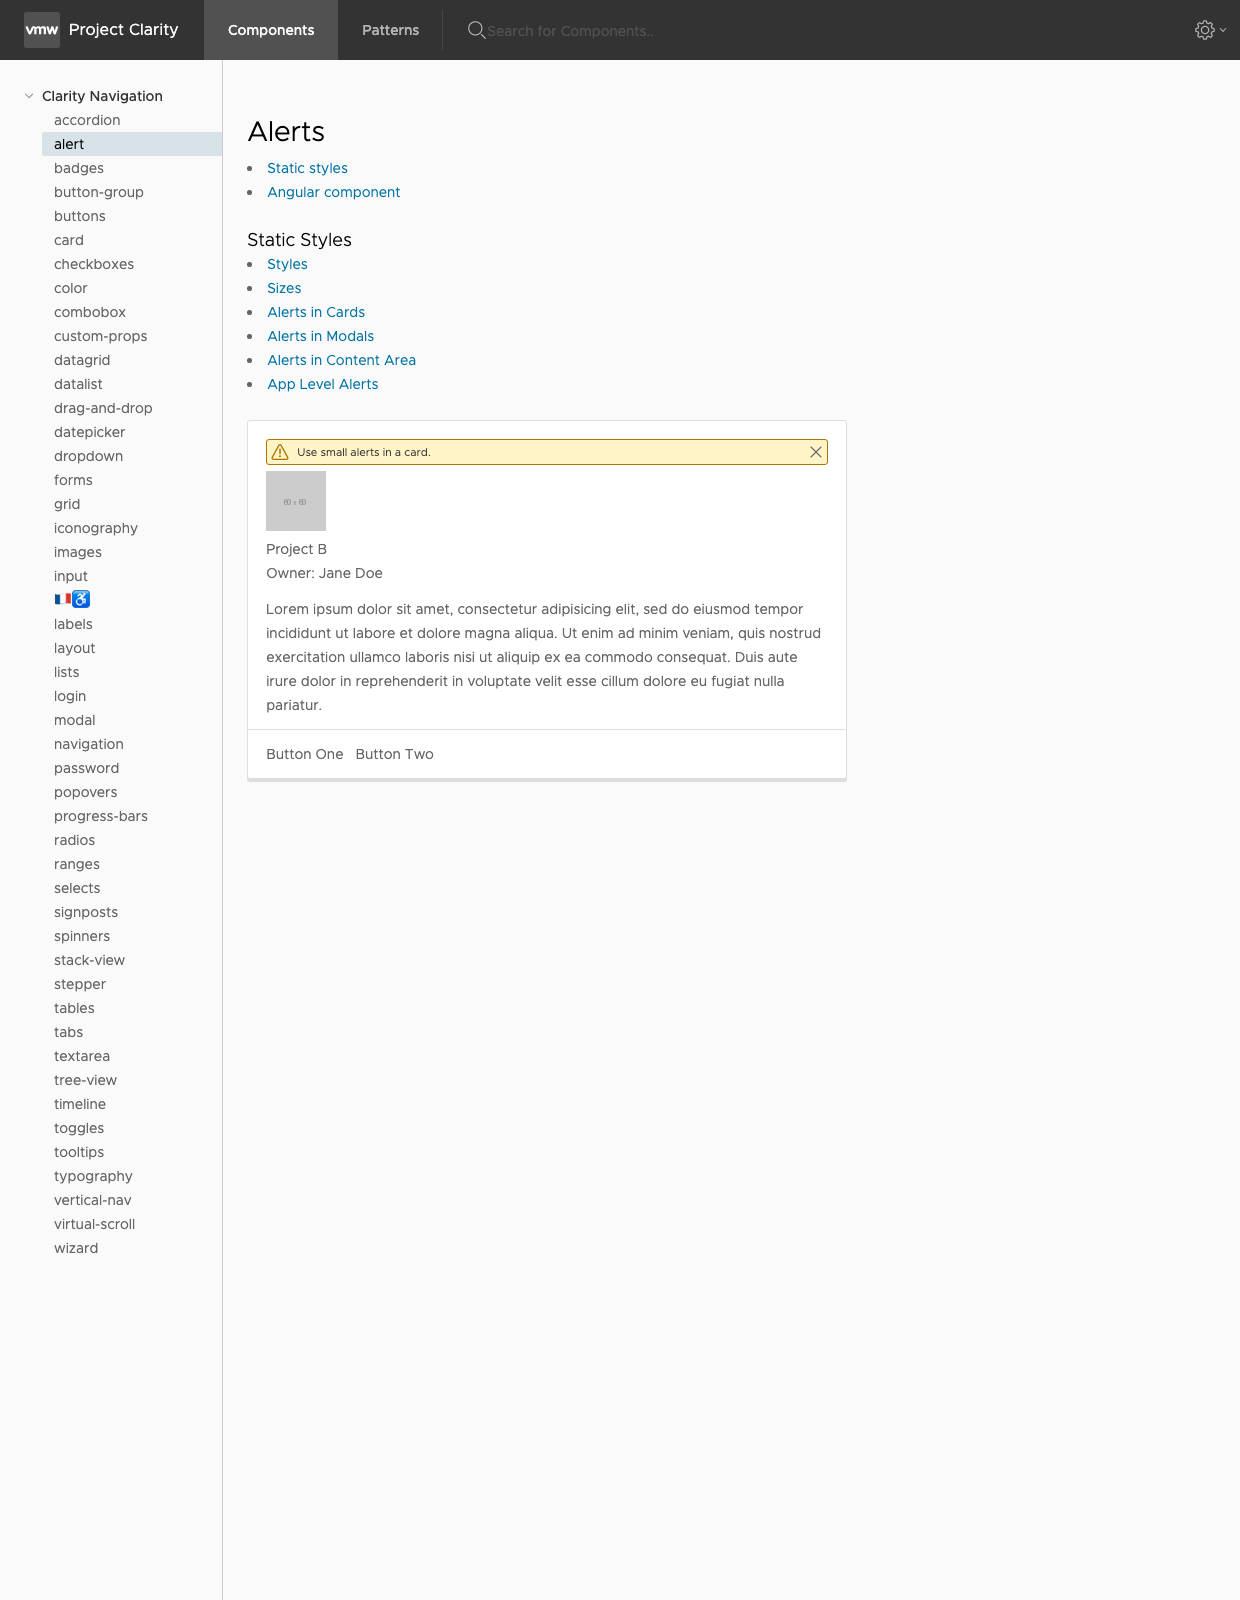 vmw Project Clarity Components Patterns Search for Components..
Clarity Navigation
accordion
alert
badges
button-group
buttons
card
checkboxes
color
combobox
custom-props
datagrid
datalist
drag-and-drop
datepicker
dropdown
forms
grid
iconography
images
input
🇫🇷♿
labels
layout
lists
login
modal
navigation
password
popovers
progress-bars
radios
ranges
selects
signposts
spinners
stack-view
stepper
tables
tabs
textarea
tree-view
timeline
toggles
tooltips
typography
vertical-nav
virtual-scroll
wizard
Alerts
Static styles
Angular component
Static Styles
Styles
Sizes
Alerts in Cards
Alerts in Modals
Alerts in Content Area
App Level Alerts
Use small alerts in a card.
60 x 60
Project B
Owner: Jane Doe
Lorem ipsum dolor sit amet, consectetur adipisicing elit, sed do eiusmod tempor
incididunt ut labore et dolore magna aliqua. Ut enim ad minim veniam, quis nostrud
exercitation ullamco laboris nisi ut aliquip ex ea commodo consequat. Duis aute
irure dolor in reprehenderit in voluptate velit esse cillum dolore eu fugiat nulla
pariatur.
Button One Button Two